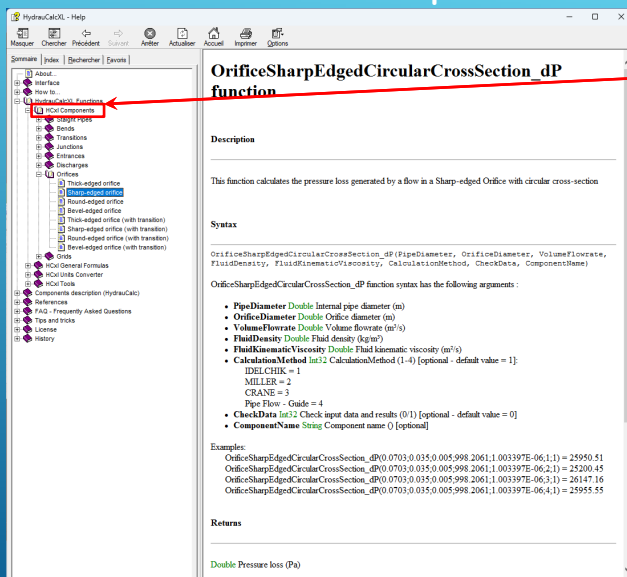 HydrauCalcXL - Help
Masquer Chercher Précédent Suivant Arrêter Actualiser Accueil Imprimer Options
Sommaire Index Rechercher Favoris
About...
Interface
How to...
HydrauCalcXL Functions
HCxl Components
Staight Pipes
Bends
Transitions
Junctions
Entrances
Discharges
Orifices
Thick-edged orifice
Sharp-edged orifice
Round-edged orifice
Bevel-edged orifice
Thick-edged orifice (with transition)
Sharp-edged orifice (with transition)
Round-edged orifice (with transition)
Bevel-edged orifice (with transition)
Grids
HCxl General Formulas
HCxl Units Converter
HCxl Tools
Components description (HydrauCalc)
References
FAQ - Frequently Asked Questions
Tips and tricks
License
History
OrificeSharpEdgedCircularCrossSection_dP
function
Description
This function calculates the pressure loss generated by a flow in a Sharp-edged Orifice with circular cross-section
Syntax
OrificeSharpEdgedCircularCrossSection_dP(PipeDiameter, OrificeDiameter, VolumeFlowrate,
FluidDensity, FluidKinematicViscosity, CalculationMethod, CheckData, ComponentName)
OrificeSharpEdgedCircularCrossSection_dP function syntax has the following arguments :
• PipeDiameter Double Internal pipe diameter (m)
• OrificeDiameter Double Orifice diameter (m)
• VolumeFlowrate Double Volume flowrate (m³/s)
• FluidDensity Double Fluid density (kg/m³)
• FluidKinematicViscosity Double Fluid kinematic viscosity (m²/s)
• CalculationMethod Int32 CalculationMethod (1-4) [optional - default value = 1]:
IDELCHIK = 1
MILLER = 2
CRANE = 3
Pipe Flow - Guide = 4
• CheckData Int32 Check input data and results (0/1) [optional - default value = 0]
• ComponentName String Component name () [optional]
Examples:
OrificeSharpEdgedCircularCrossSection_dP(0.0703;0.035;0.005;998.2061;1.003397E-06;1;1) = 25950.51
OrificeSharpEdgedCircularCrossSection_dP(0.0703;0.035;0.005;998.2061;1.003397E-06;2;1) = 25200.45
OrificeSharpEdgedCircularCrossSection_dP(0.0703;0.035;0.005;998.2061;1.003397E-06;3;1) = 26147.16
OrificeSharpEdgedCircularCrossSection_dP(0.0703;0.035;0.005;998.2061;1.003397E-06;4;1) = 25955.55
Returns
Double Pressure loss (Pa)